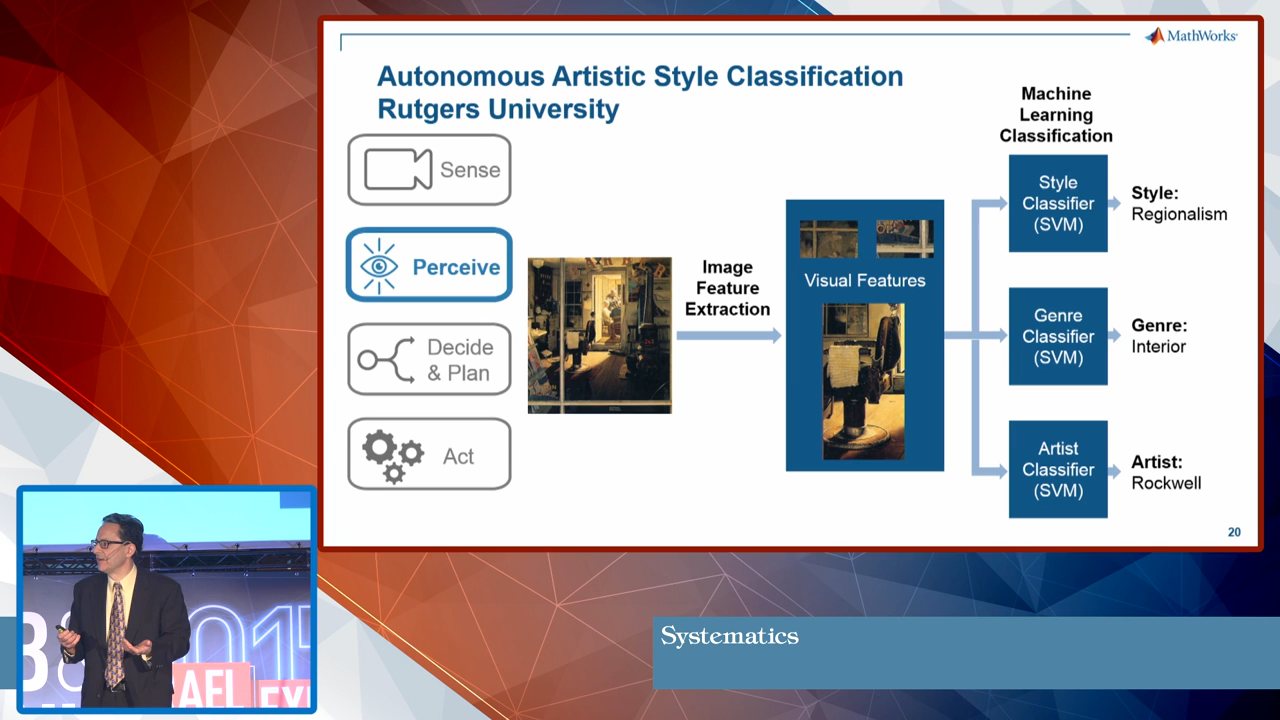 MathWorks
Autonomous Artistic Style Classification
Rutgers University
Sense
Perceive
Decide
& Plan
Act
Image
Feature
Extraction
Visual Features
Machine
Learning
Classification
Style
Classifier
(SVM)
Style:
Regionalism
Genre
Classifier
(SVM)
Genre:
Interior
Artist
Classifier
(SVM)
Artist:
Rockwell
20
Systematics